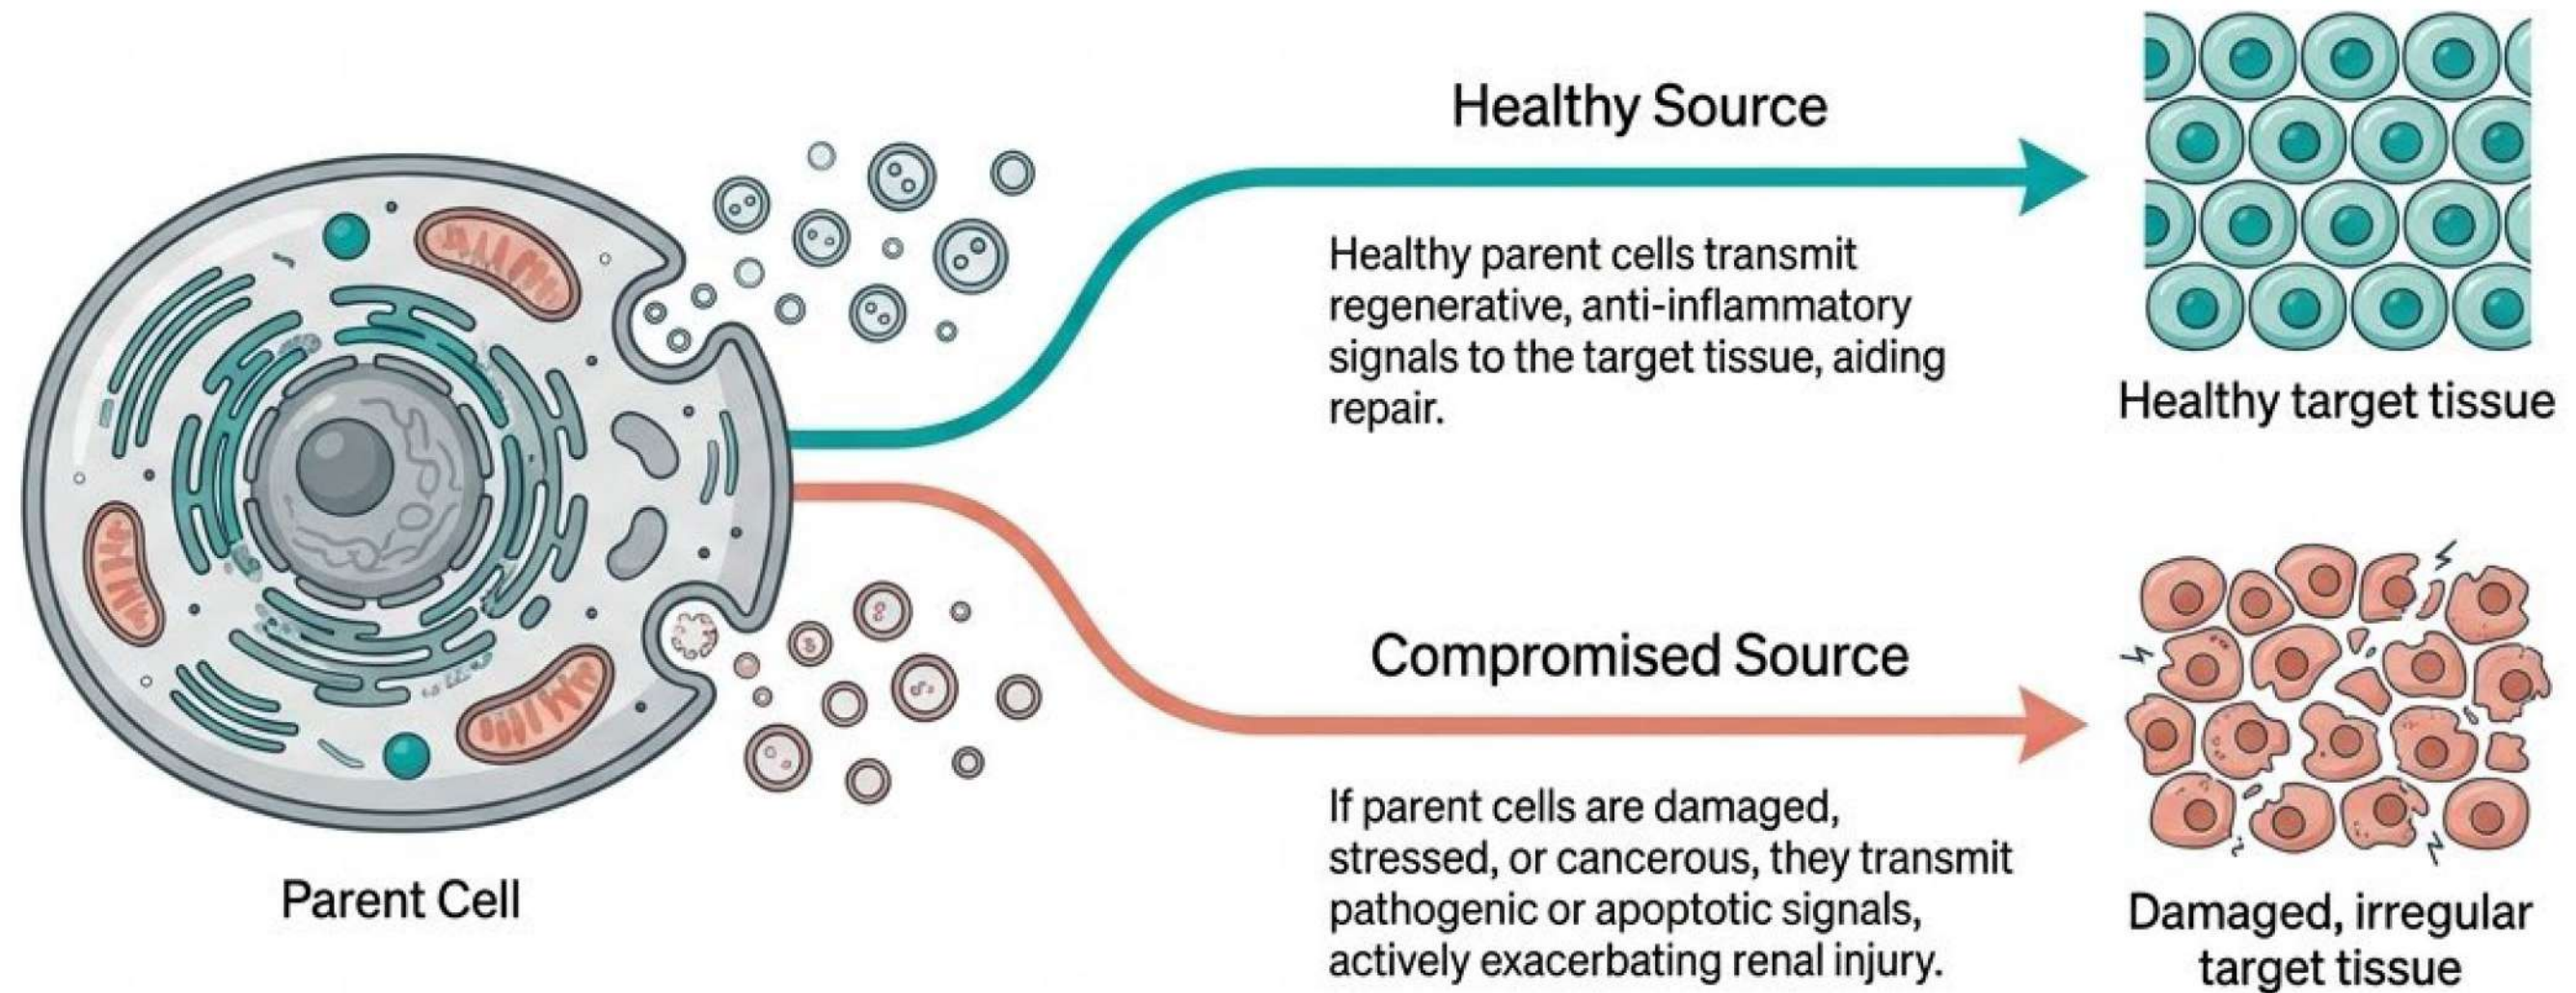 Healthy Source
Healthy parent cells transmit
regenerative, anti-inflammatory
signals to the target tissue, aiding
repair.
Healthy target tissue
Parent Cell
Compromised Source
If parent cells are damaged,
stressed, or cancerous, they transmit
pathogenic or apoptotic signals,
actively exacerbating renal injury.
Damaged, irregular
target tissue